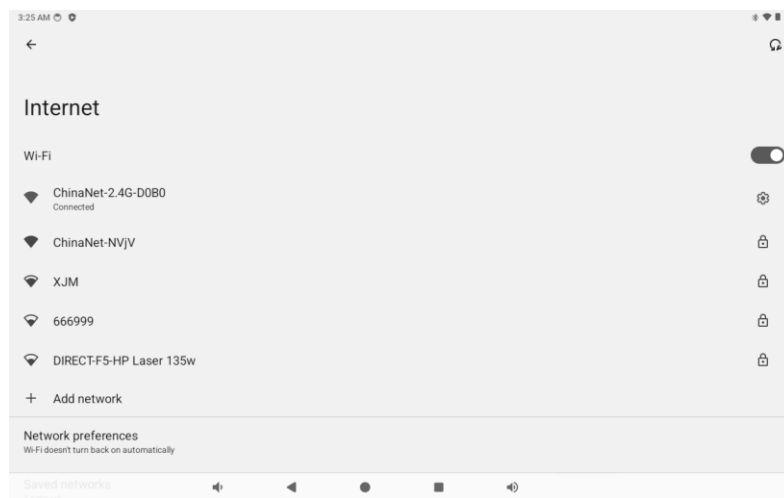 3:25 AM
Internet
Wi-Fi
ChinaNet-2.4G-D0B0
Connected
ChinaNet-NVjV
XJM
666999
DIRECT-F5-HP Laser 135w
Add network
Network preferences
Wi-Fi doesn't turn back on automatically
Saved networks